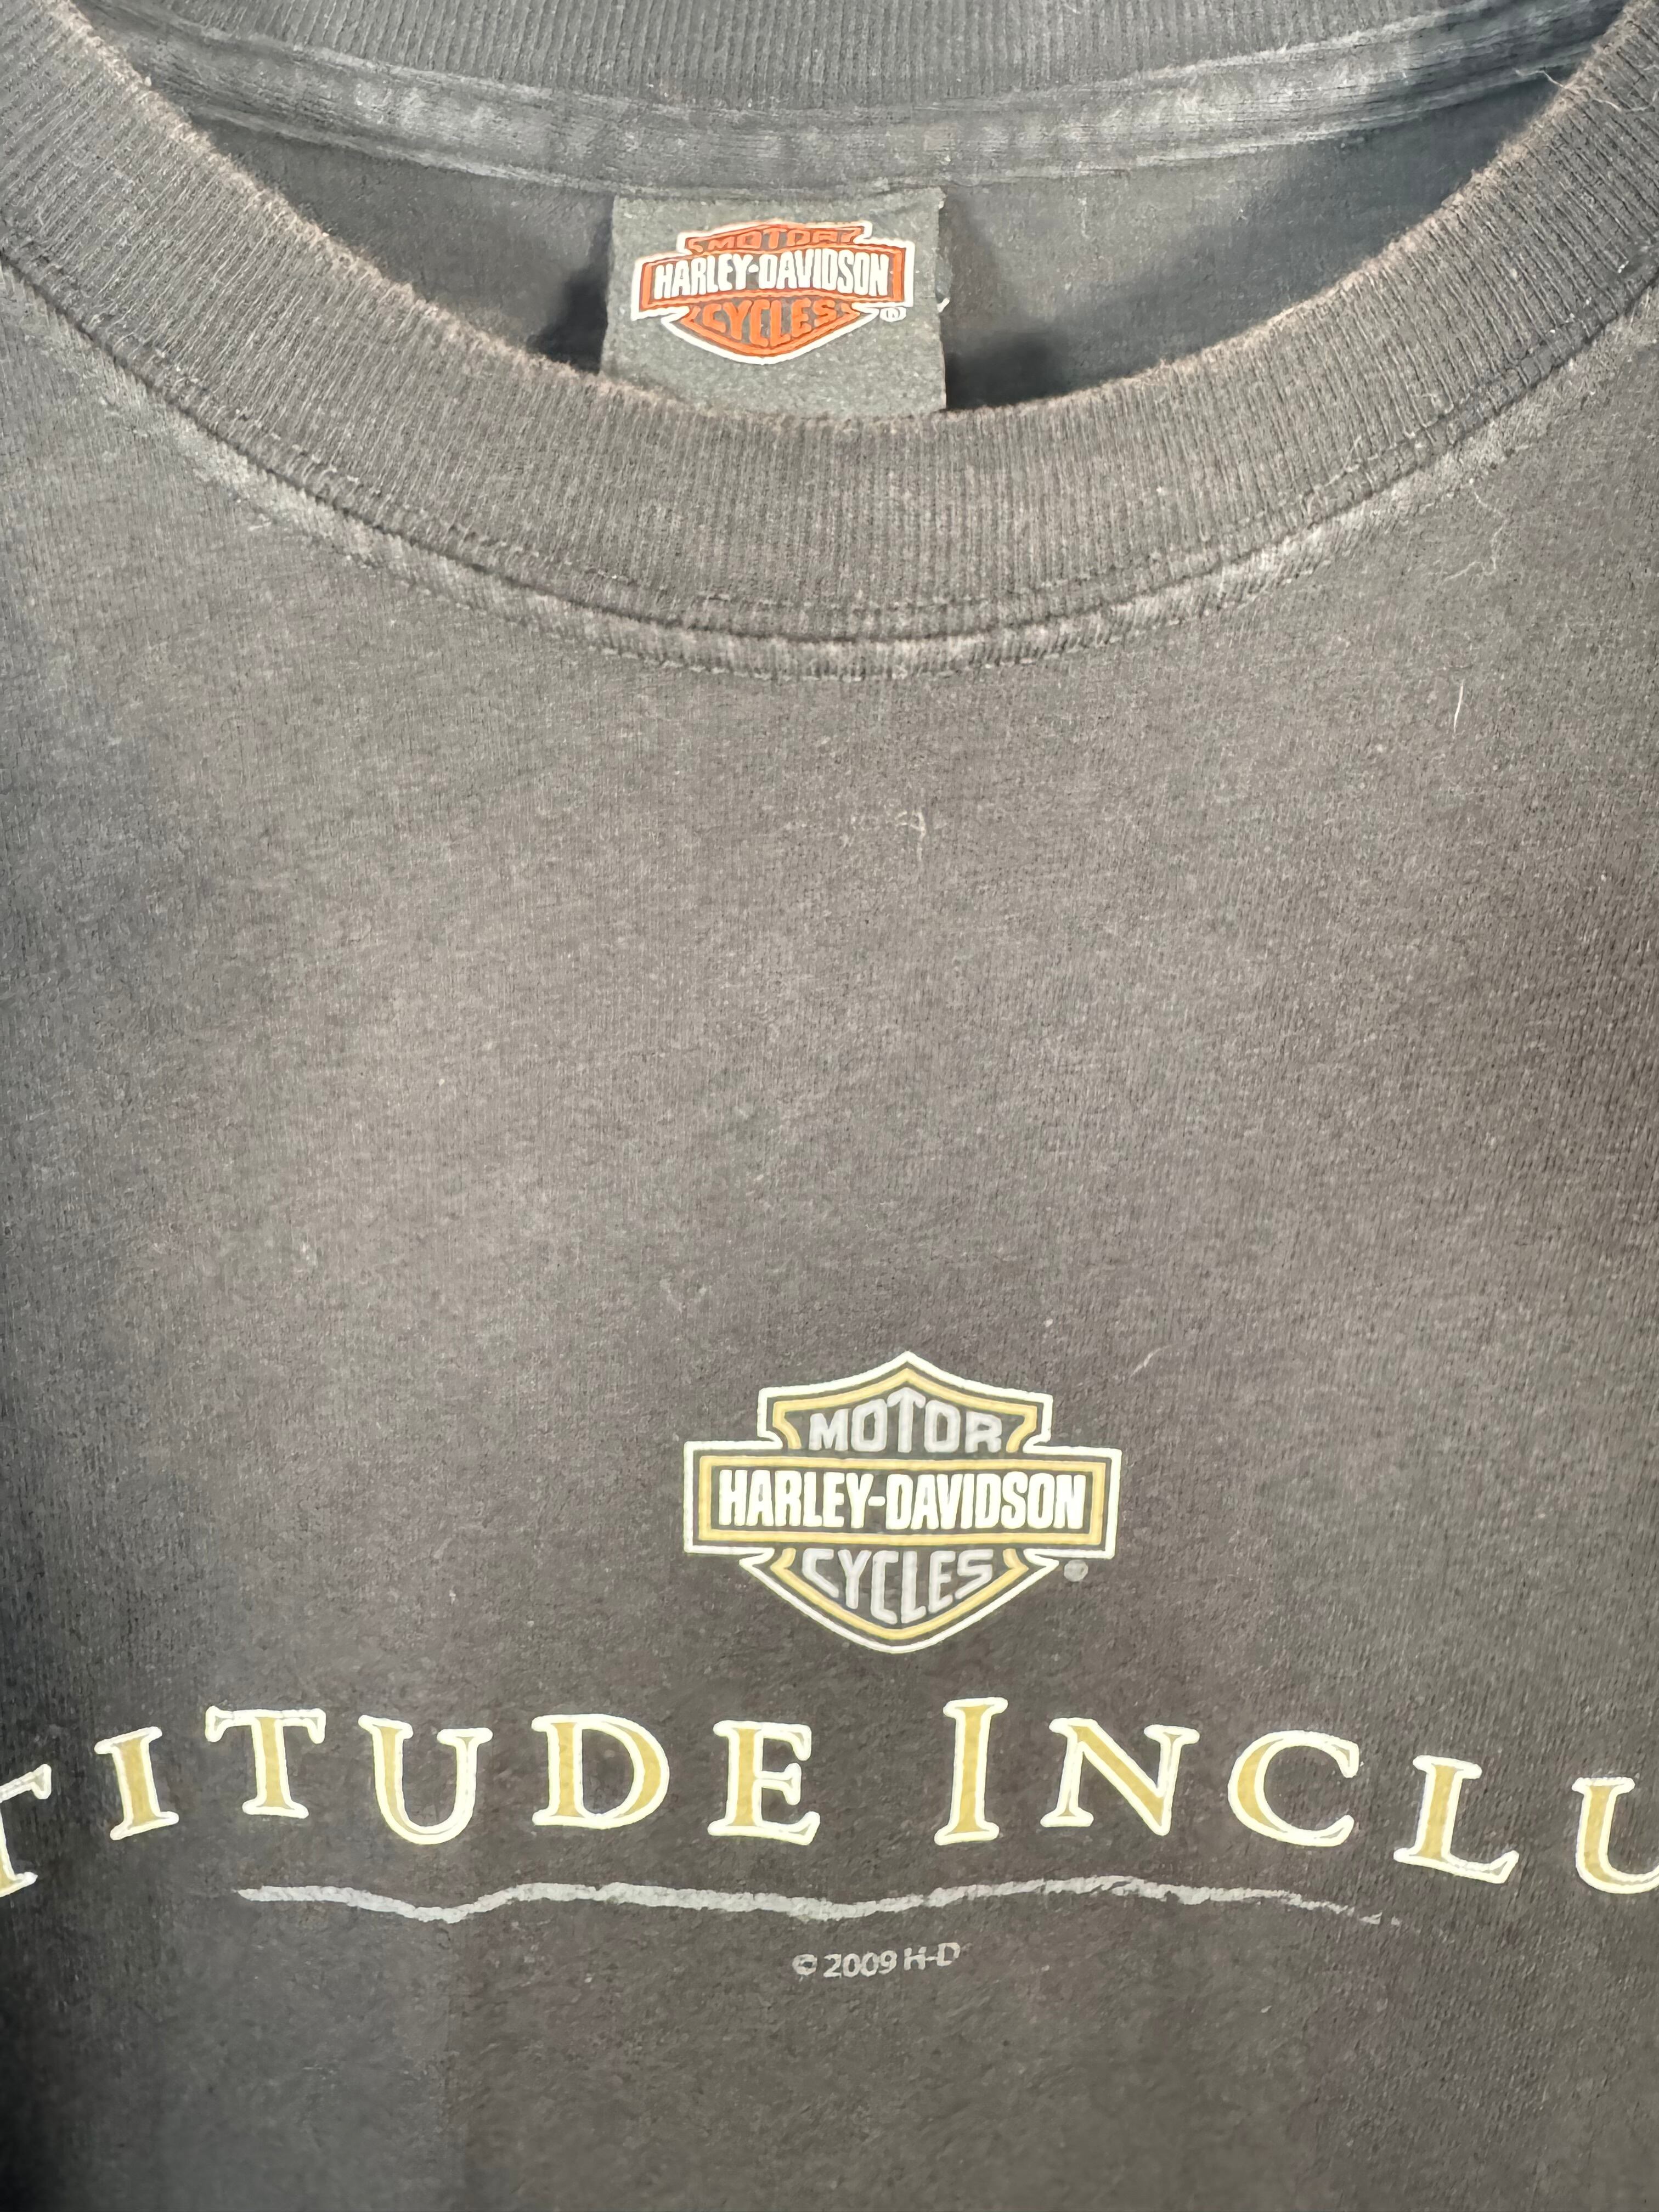 MOTOR
HARLEY-DAVIDSON
CYCLES
®
MOTOR
HARLEY-DAVIDSON
CYCLES
®
TITUDE INCLU
© 2009 H-D